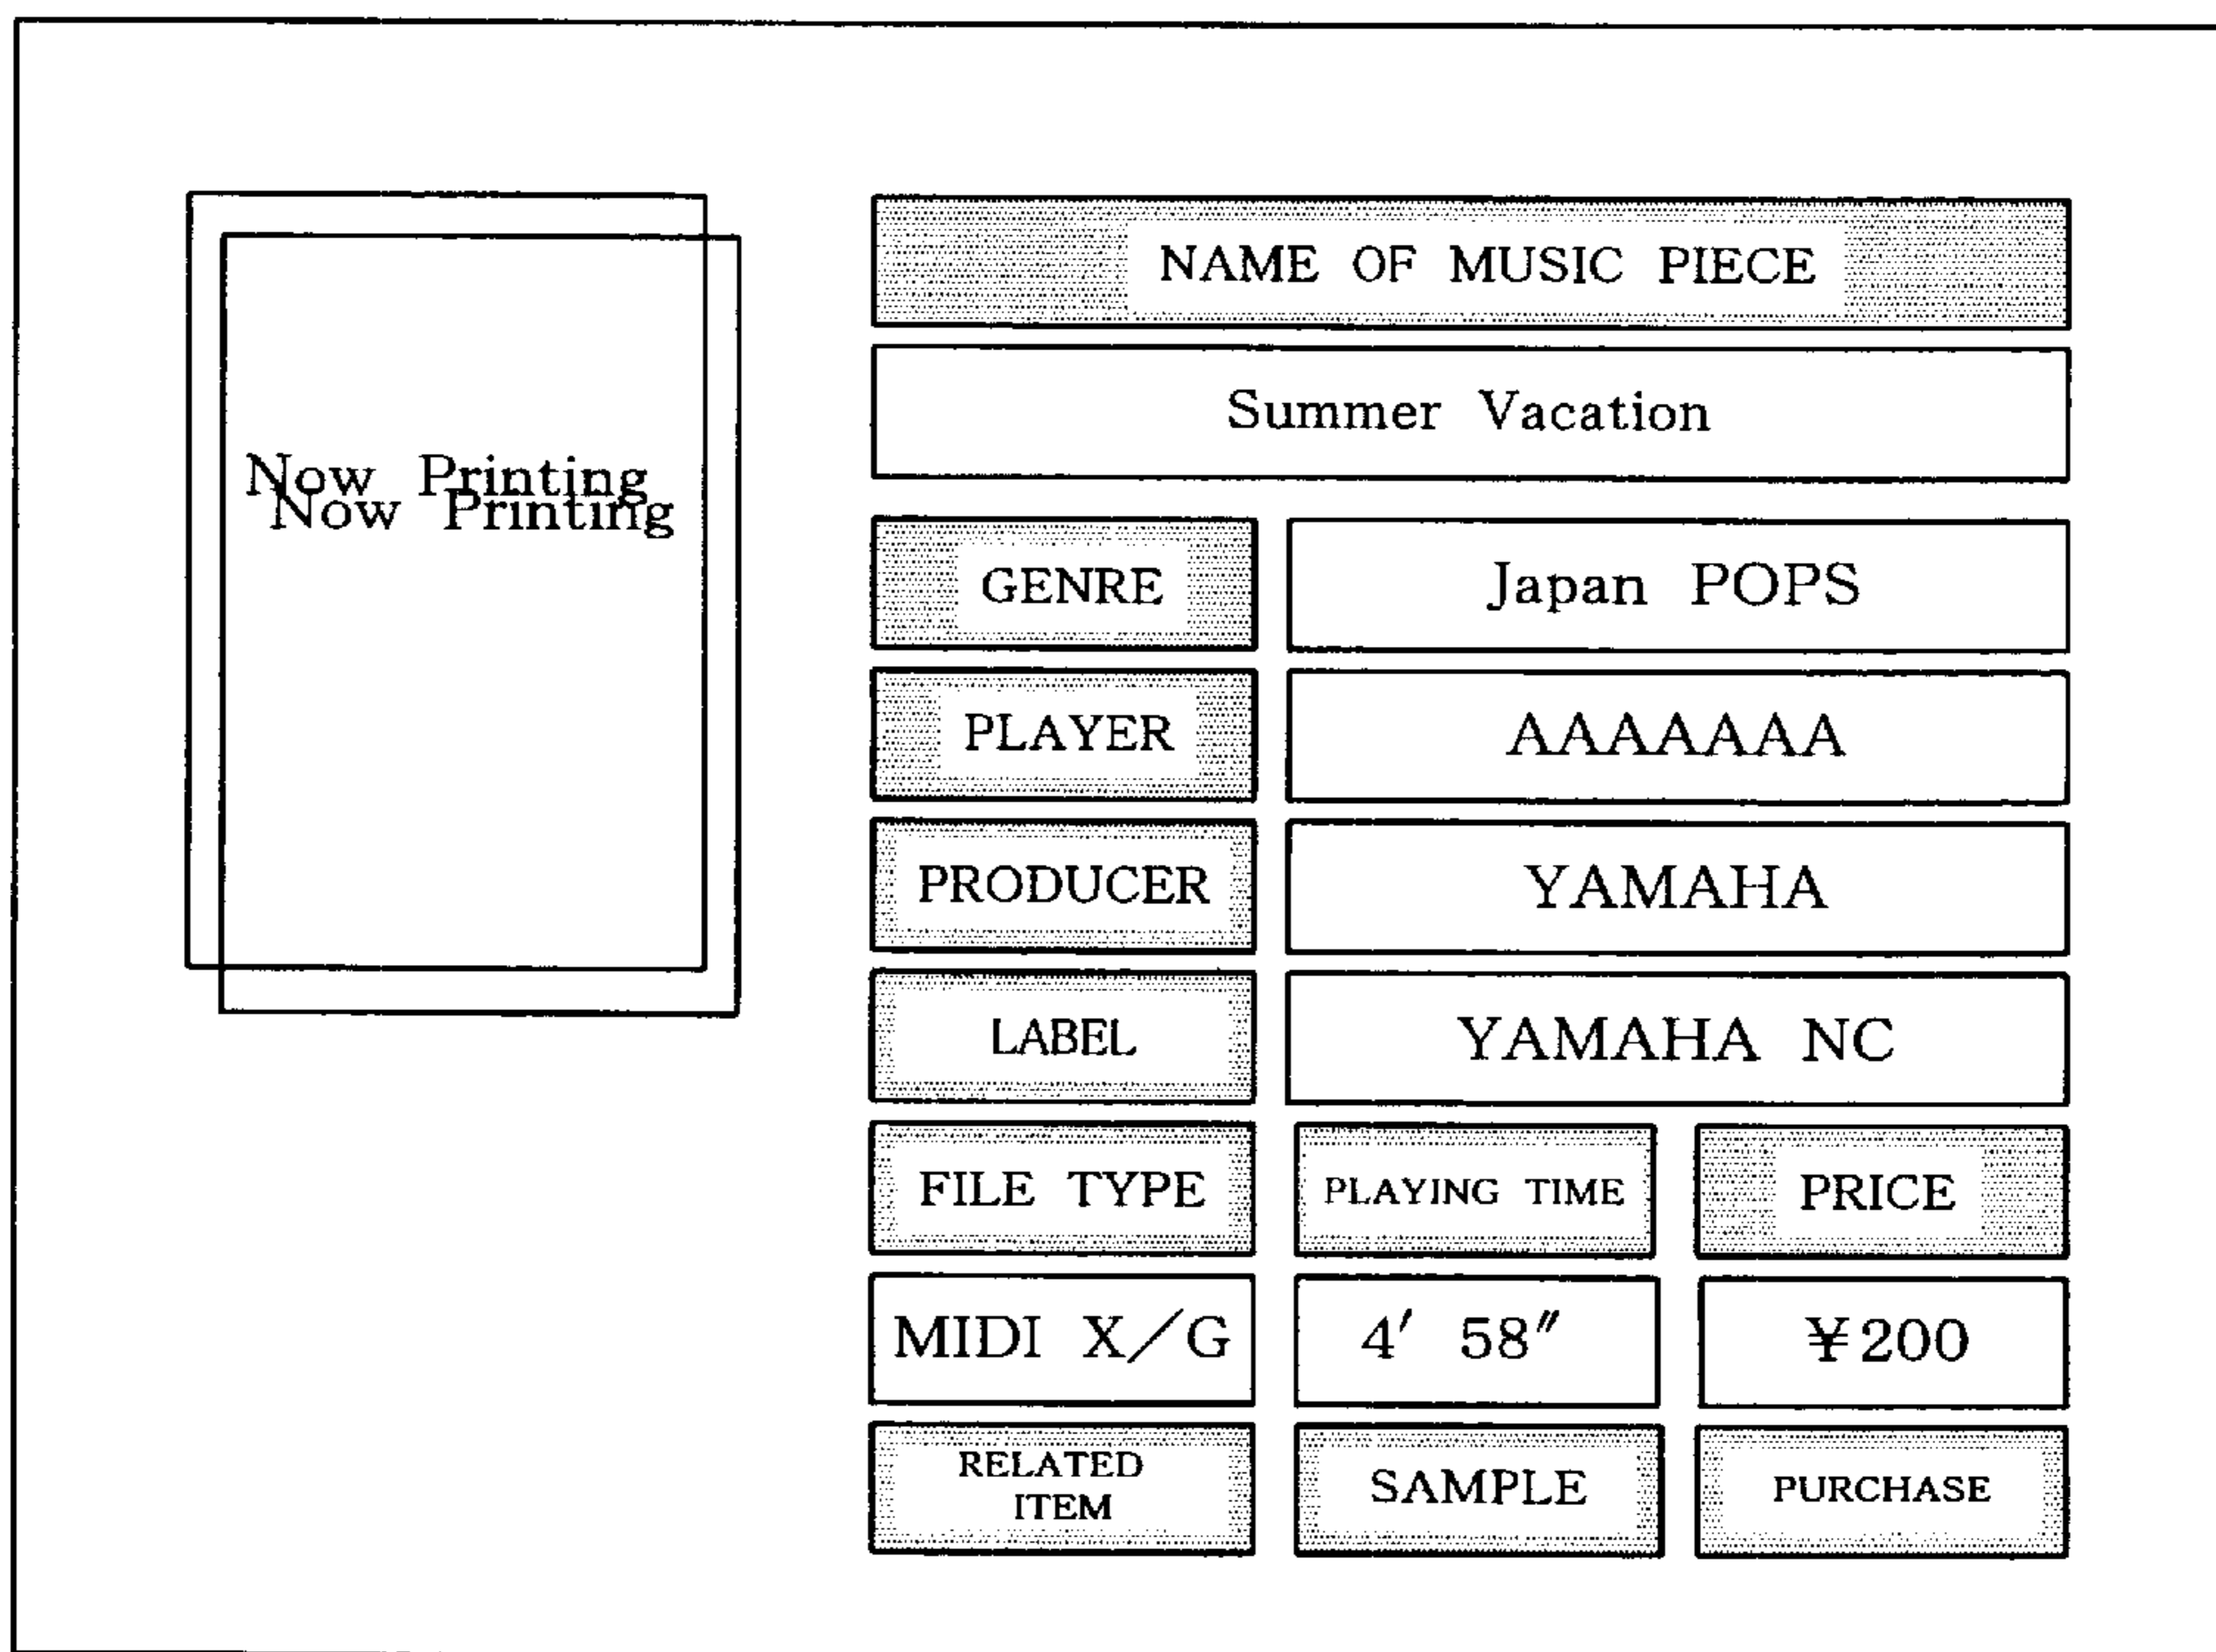 Now Printing
Now Printing
NAME OF MUSIC PIECE
Summer Vacation
GENRE
Japan POPS
PLAYER
AAAAAAA
PRODUCER
YAMAHA
LABEL
YAMAHA NC
FILE TYPE
PLAYING TIME
PRICE
MIDI X/G
4′ 58″
¥200
RELATED
ITEM
SAMPLE
PURCHASE